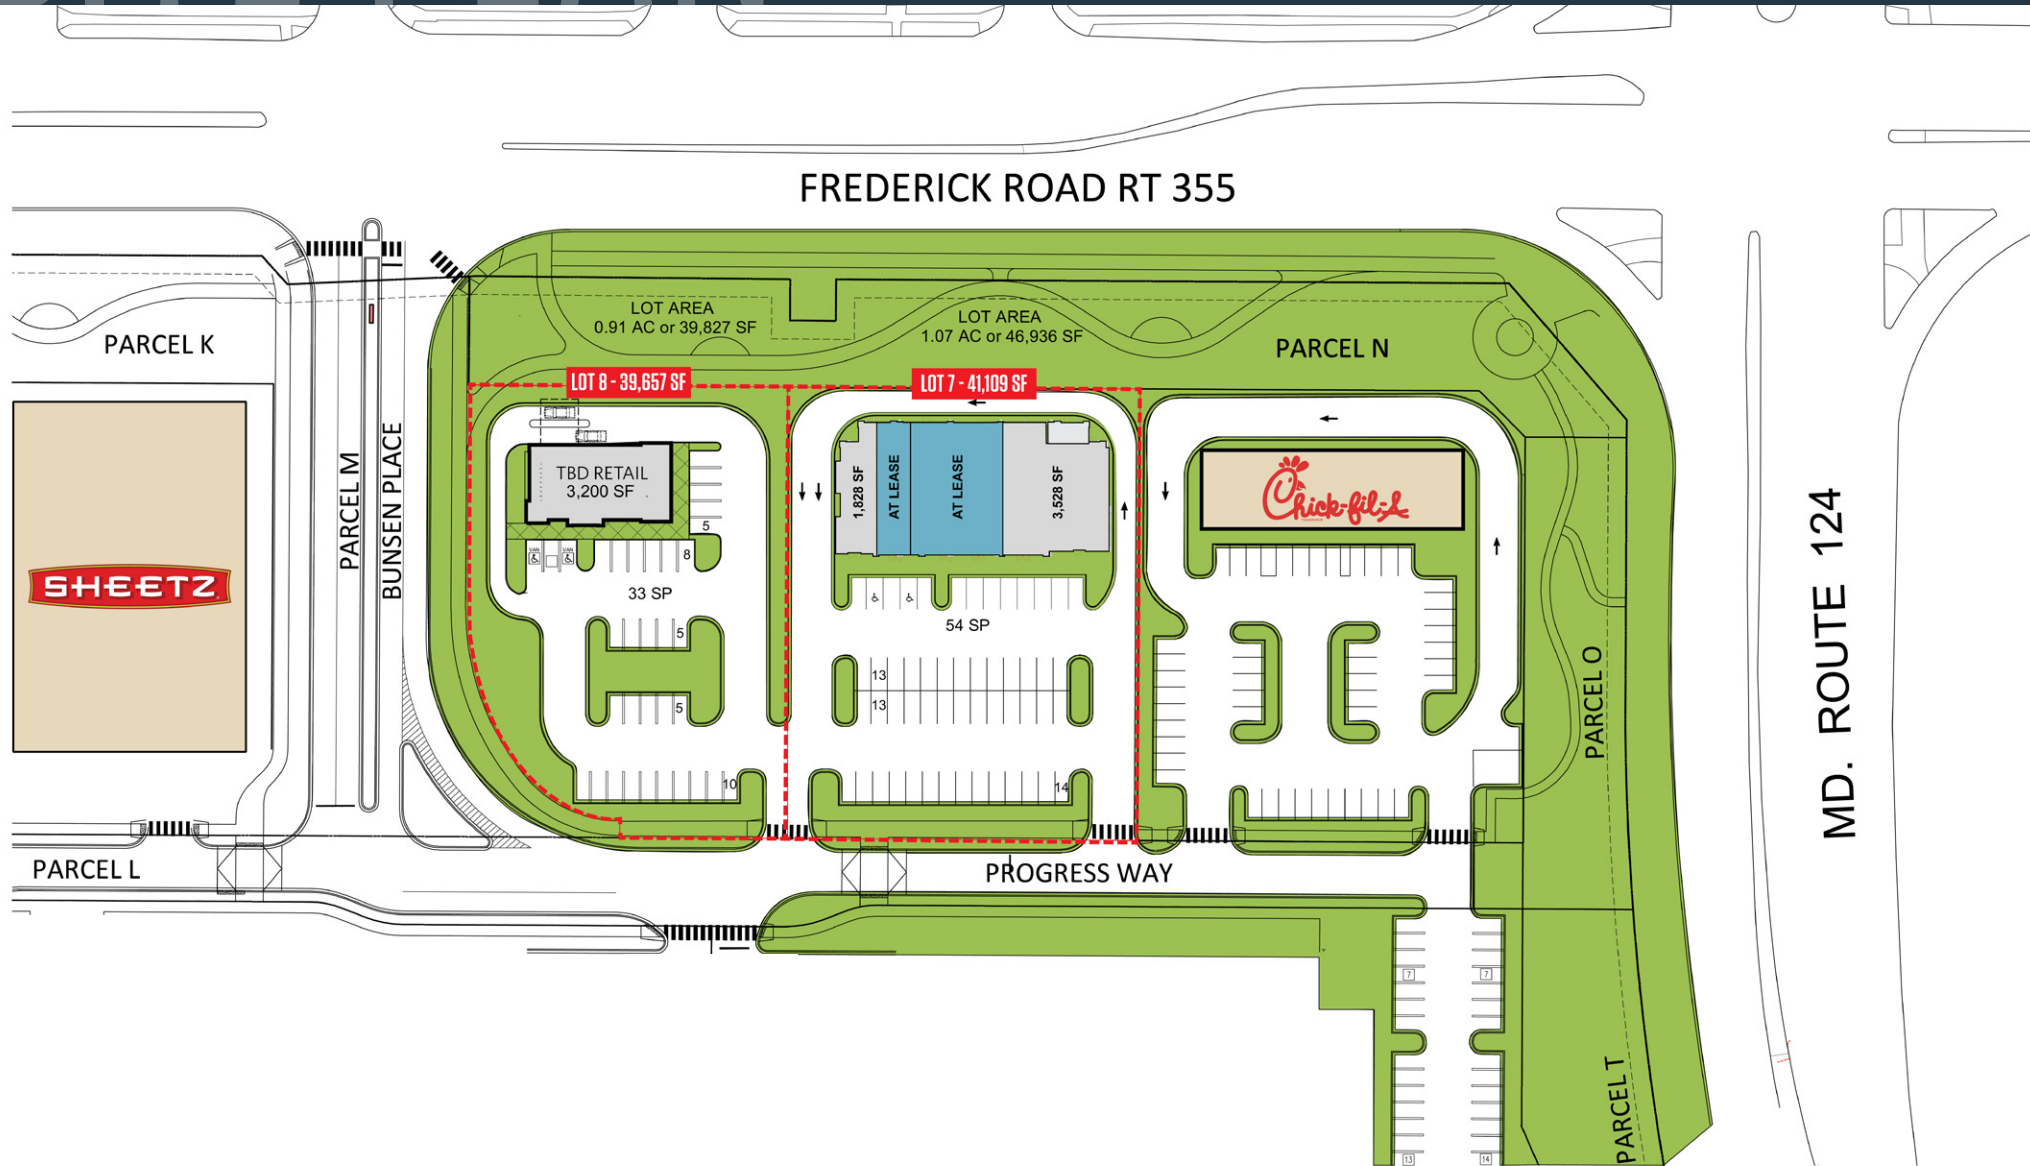 FREDERICK ROAD RT 355
LOT AREA
0.91 AC or 39,827 SF
LOT AREA
1.07 AC or 46,936 SF
PARCEL K
PARCEL N
LOT 8 - 39,657 SF
LOT 7 - 41,109 SF
PARCEL M
BUNSEN PLACE
SHEETZ
TBD RETAIL
3,200 SF
1,828 SF
AT LEASE
AT LEASE
3,528 SF
Chick-fil-A
5
VAN
VAN
8
33 SP
54 SP
5
13
5
13
10
14
PARCEL O
MD. ROUTE 124
PARCEL L
PROGRESS WAY
7
7
PARCEL T
13
14